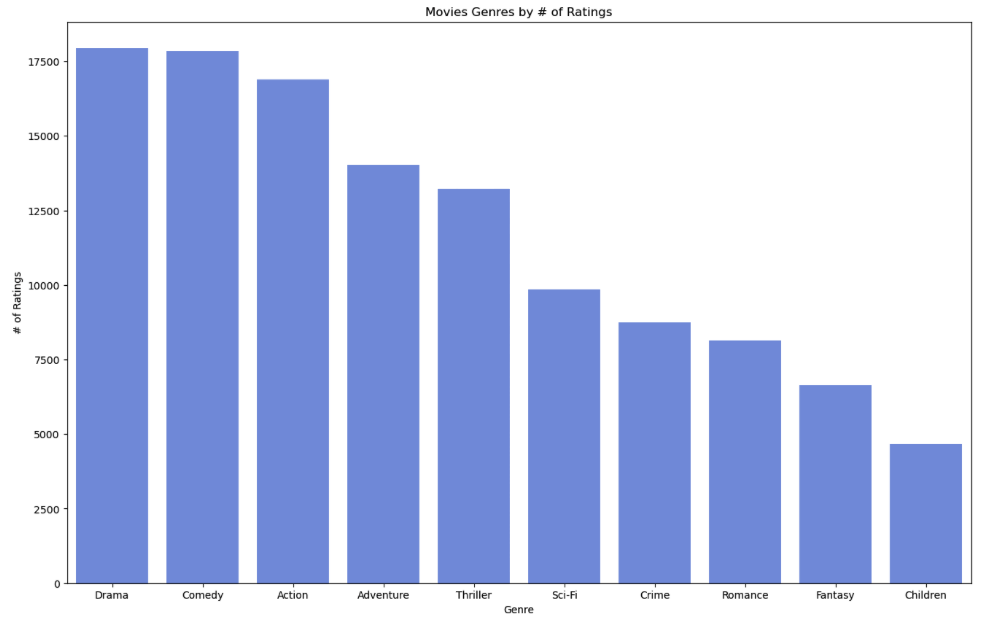 Movies Genres by # of Ratings
# of Ratings
17500
15000
12500
10000
7500
5000
2500
0
Drama Comedy Action Adventure Thriller Sci-Fi Crime Romance Fantasy Children
Genre